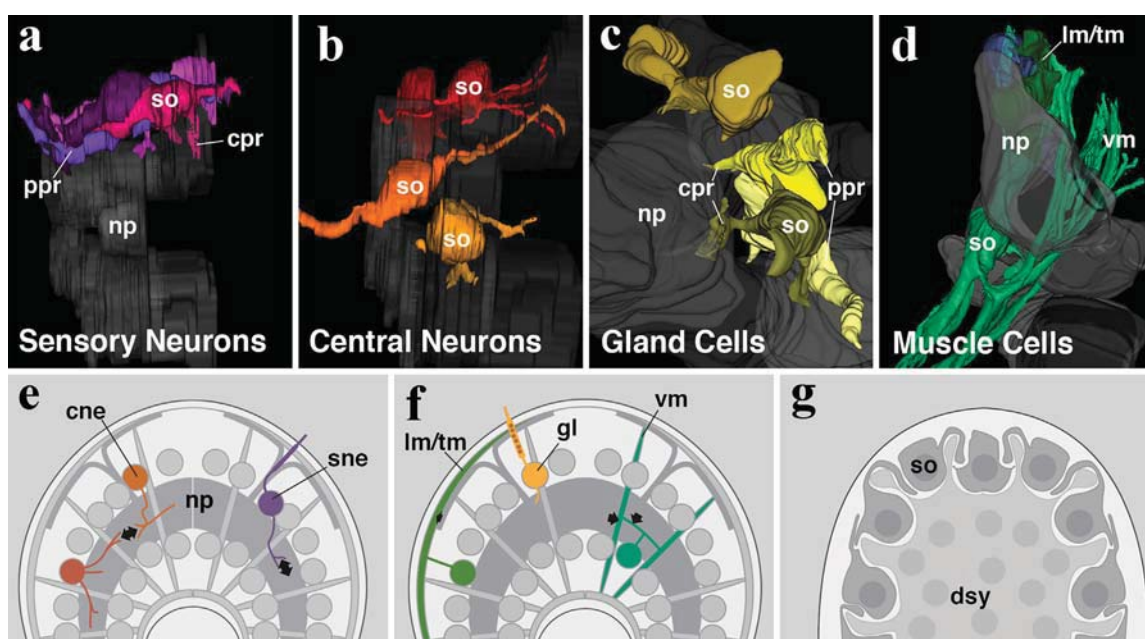 a
so
cpr
ppr
np
Sensory Neurons
b
so
so
so
Central Neurons
c
so
cpr
ppr
np
so
Gland Cells
d
lm/tm
np
vm
so
Muscle Cells
e
cne
sne
np
f
vm
lm/tm
gl
g
so
dsy